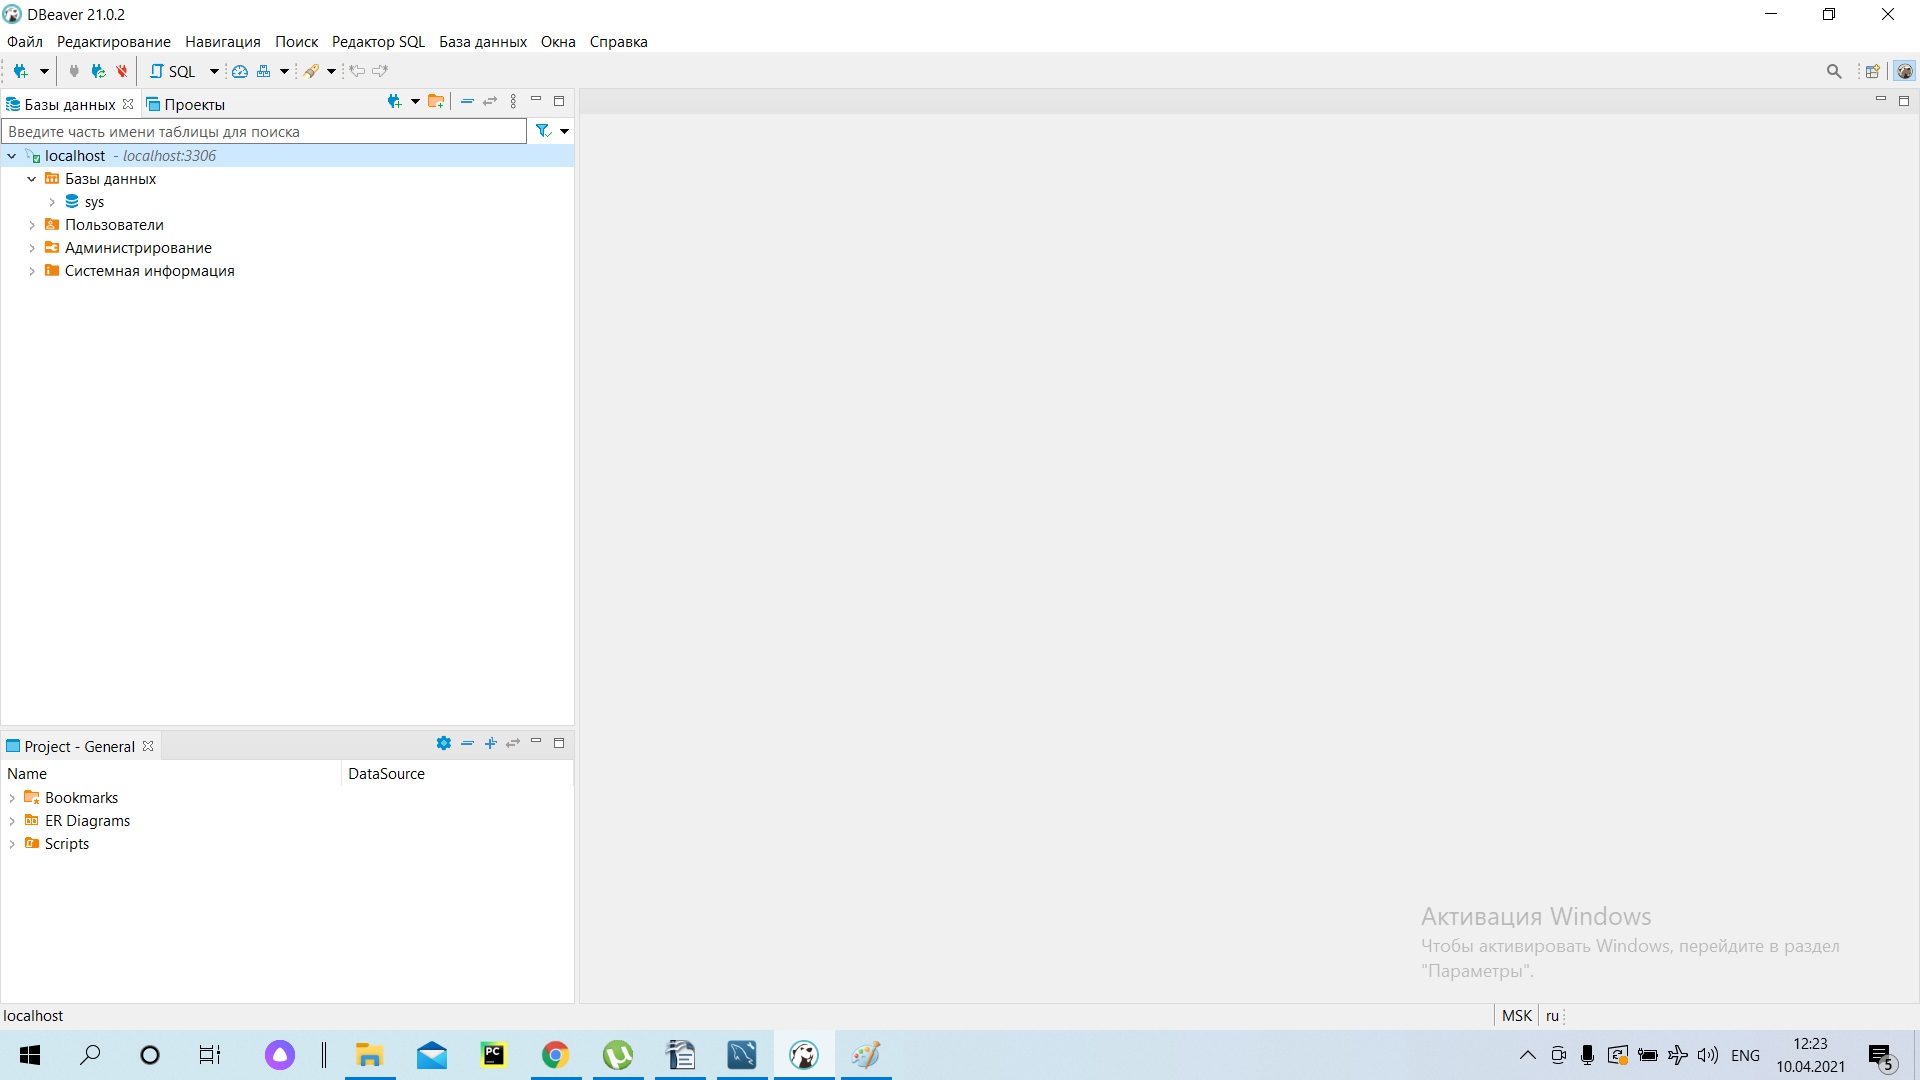 DBeaver 21.0.2
Файл Редактирование Навигация Поиск Редактор SQL База данных Окна Справка
SQL
Базы данных Проекты
Введите часть имени таблицы для поиска
localhost - localhost:3306
Базы данных
sys
Пользователи
Администрирование
Системная информация
Project - General
Name DataSource
Bookmarks
ER Diagrams
Scripts
Активация Windows
Чтобы активировать Windows, перейдите в раздел
"Параметры".
localhost MSK ru
PC
ENG
12:23
10.04.2021
5